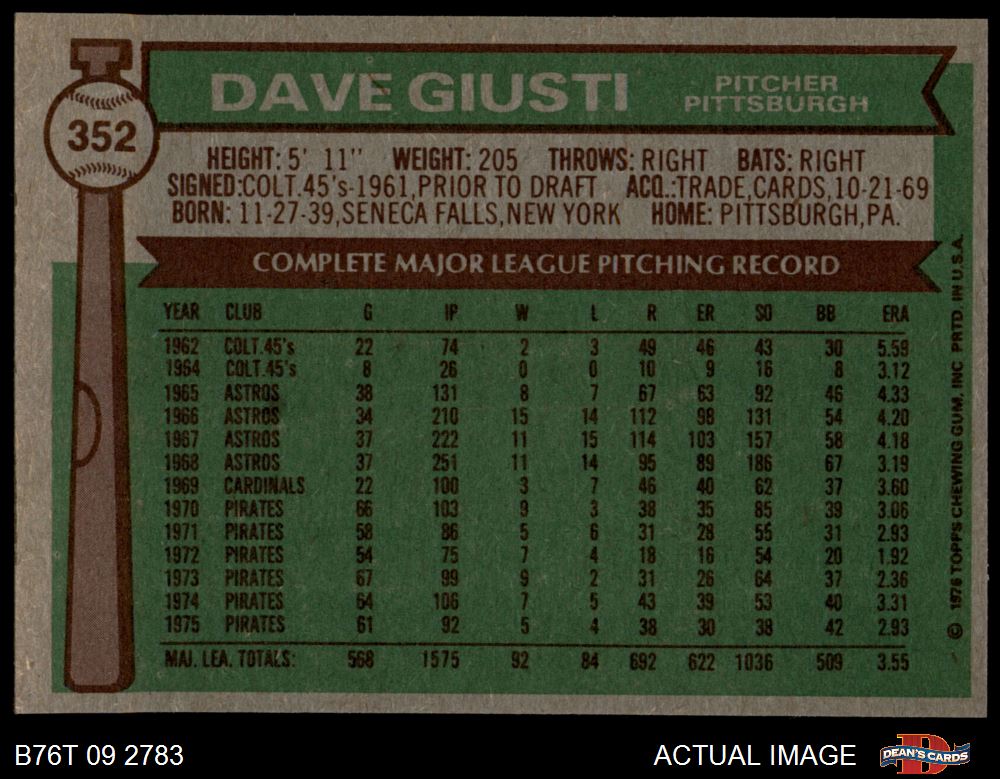 352
DAVE GIUSTI
PITCHER
PITTSBURGH
HEIGHT: 5' 11" WEIGHT: 205 THROWS: RIGHT BATS: RIGHT
SIGNED:COLT.45's-1961,PRIOR TO DRAFT ACQ.:TRADE,CARDS,10-21-69
BORN: 11-27-39,SENECA FALLS,NEW YORK HOME: PITTSBURGH,PA.
COMPLETE MAJOR LEAGUE PITCHING RECORD
YEAR CLUB G IP W L R ER SO BB ERA
1962 COLT.45's 22 74 2 3 49 46 43 30 5.59
1964 COLT.45's 8 26 0 0 10 9 16 8 3.12
1965 ASTROS 38 131 8 7 67 63 92 46 4.33
1966 ASTROS 34 210 15 14 112 98 131 54 4.20
1967 ASTROS 37 222 11 15 114 103 157 58 4.18
1968 ASTROS 37 251 11 14 95 89 186 67 3.19
1969 CARDINALS 22 100 3 7 46 40 62 37 3.60
1970 PIRATES 66 103 9 3 38 35 85 39 3.06
1971 PIRATES 58 86 5 6 31 28 55 31 2.93
1972 PIRATES 54 75 7 4 18 16 54 20 1.92
1973 PIRATES 67 99 9 2 31 26 64 37 2.36
1974 PIRATES 64 106 7 5 43 39 53 40 3.31
1975 PIRATES 61 92 5 4 38 30 38 42 2.93
MAJ. LEA. TOTALS: 568 1575 92 84 692 622 1036 509 3.55
© 1976 TOPPS CHEWING GUM, INC PRTD. IN U.S.A.
B76T 09 2783
ACTUAL IMAGE
DEAN'S CARDS